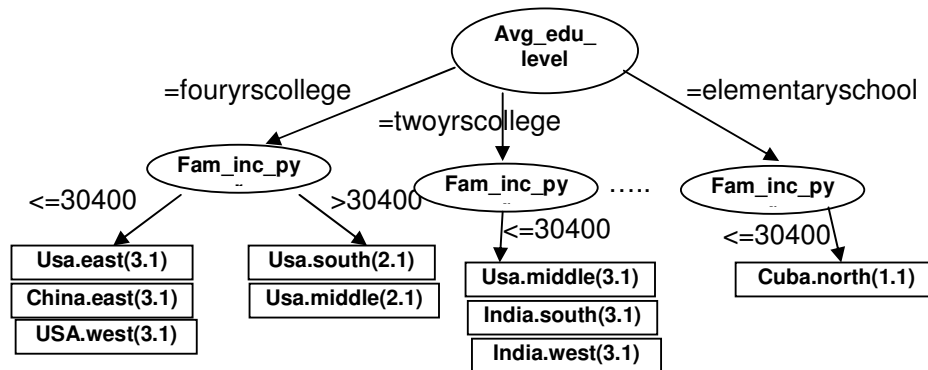 Avg_edu_
level
=fouryrscollege
=twoyrscollege
=elementaryschool
Fam_inc_py
Fam_inc_py
.....
Fam_inc_py
<=30400
>30400
<=30400
<=30400
Usa.east(3.1)
China.east(3.1)
USA.west(3.1)
Usa.south(2.1)
Usa.middle(2.1)
Usa.middle(3.1)
India.south(3.1)
India.west(3.1)
Cuba.north(1.1)